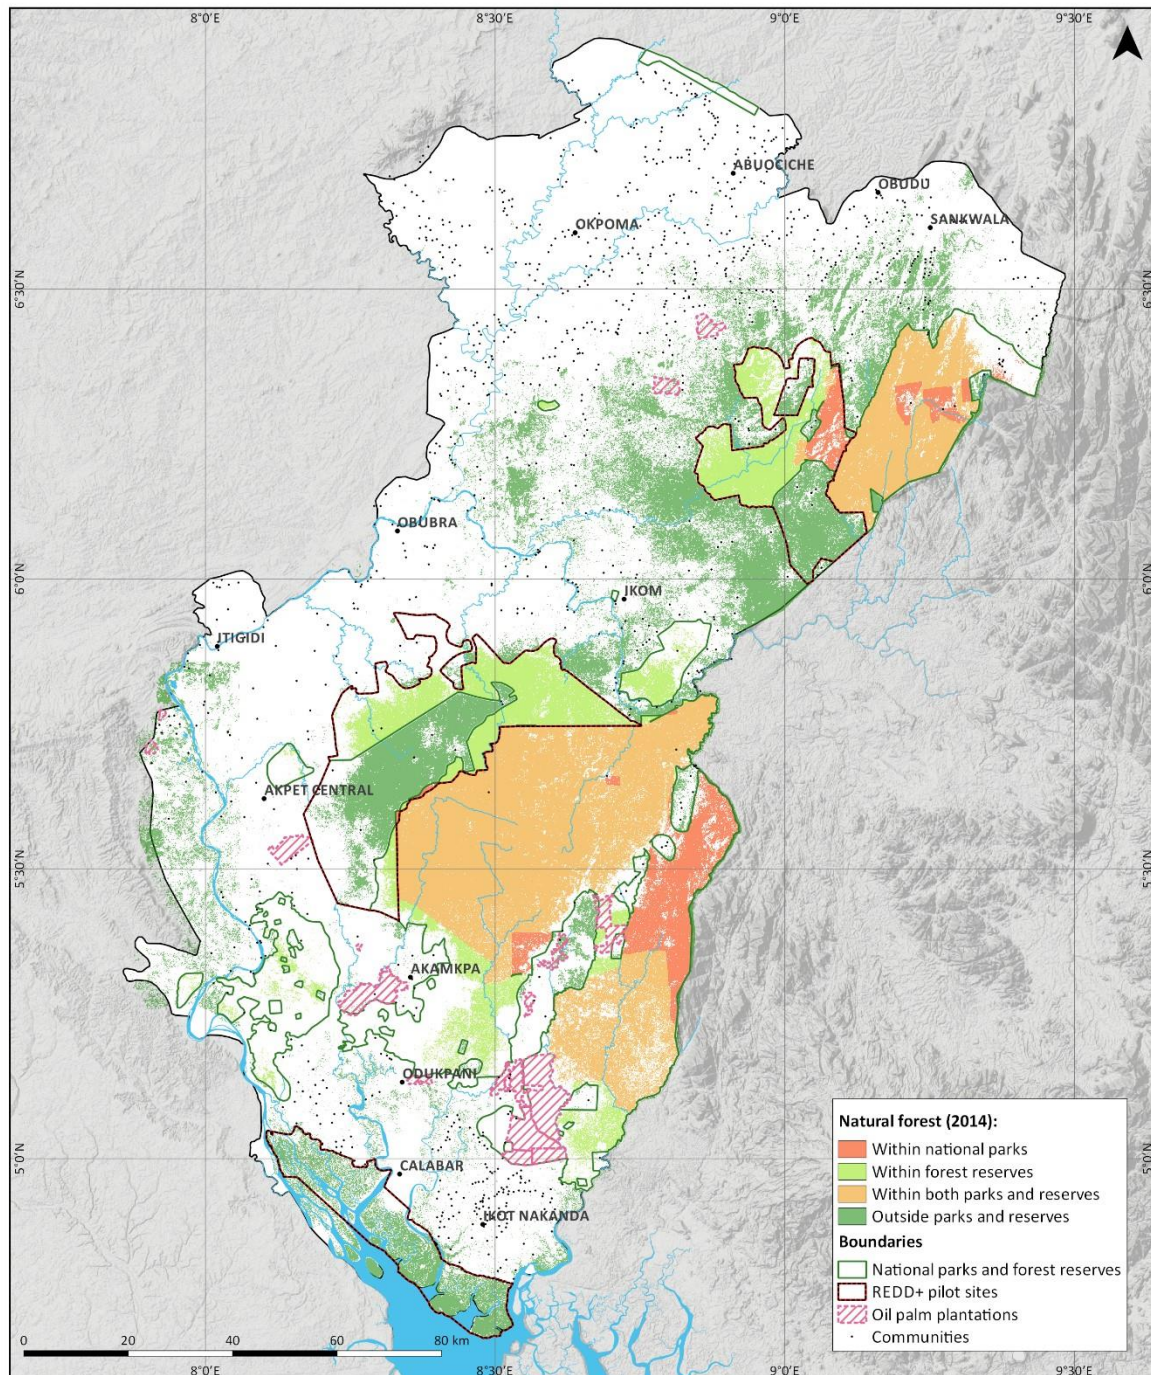 8°0'E 8°30'E 9°0'E 9°30'E
ABUOCICHE
OBUDU
SANKWALA
OKPOMA
6°30'N 6°30'N
OBUBRA
6°0'N 6°0'N
IKOM
ITIGIDI
AKPET CENTRAL
5°30'N 5°30'N
AKAMKPA
ODUKPANI
CALABAR
5°0'N 5°0'N
IKOT NAKANDA
Natural forest (2014):
Within national parks
Within forest reserves
Within both parks and reserves
Outside parks and reserves
Boundaries
National parks and forest reserves
REDD+ pilot sites
Oil palm plantations
Communities
0 20 40 60 80 km
8°0'E 8°30'E 9°0'E 9°30'E